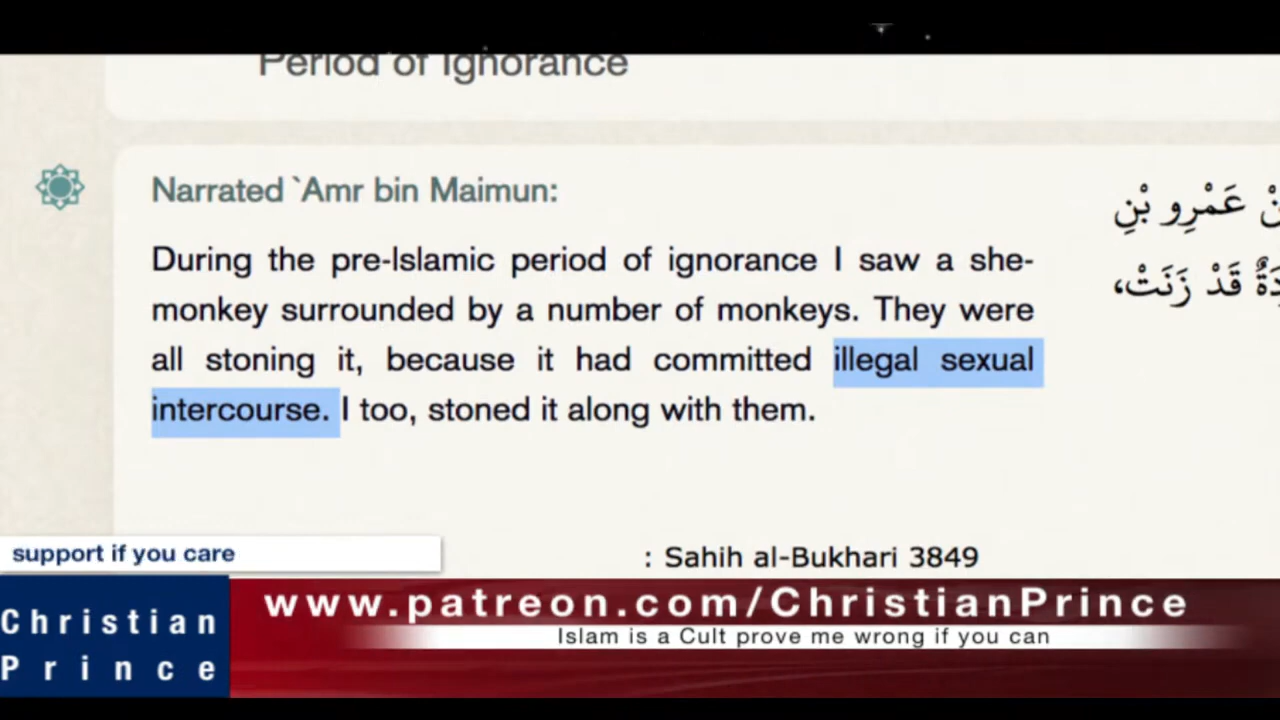 Period of Ignorance
Narrated `Amr bin Maimun:
During the pre-Islamic period of ignorance I saw a she-
monkey surrounded by a number of monkeys. They were
all stoning it, because it had committed illegal sexual
intercourse. I too, stoned it along with them.
عَمْرِو بْنِ
قَدْ زَنَتْ،
: Sahih al-Bukhari 3849
support if you care
Christian
Prince
www.patreon.com/ChristianPrince
Islam is a Cult prove me wrong if you can